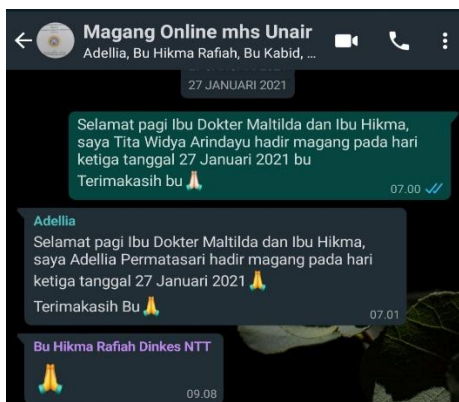 Magang Online mhs Unair
Adellia, Bu Hikma Rafiah, Bu Kabid, ...
27 JANUARI 2021
Selamat pagi Ibu Dokter Maltilda dan Ibu Hikma,
saya Tita Widya Arindayu hadir magang pada hari
ketiga tanggal 27 Januari 2021 bu
Terimakasih bu 🙏🏻
07.00
Adellia
Selamat pagi Ibu Dokter Maltilda dan Ibu Hikma,
saya Adellia Permatasari hadir magang pada hari
ketiga tanggal 27 Januari 2021 🙏
Terimakasih Bu 🙏
07.01
Bu Hikma Rafiah Dinkes NTT
🙏
09.08